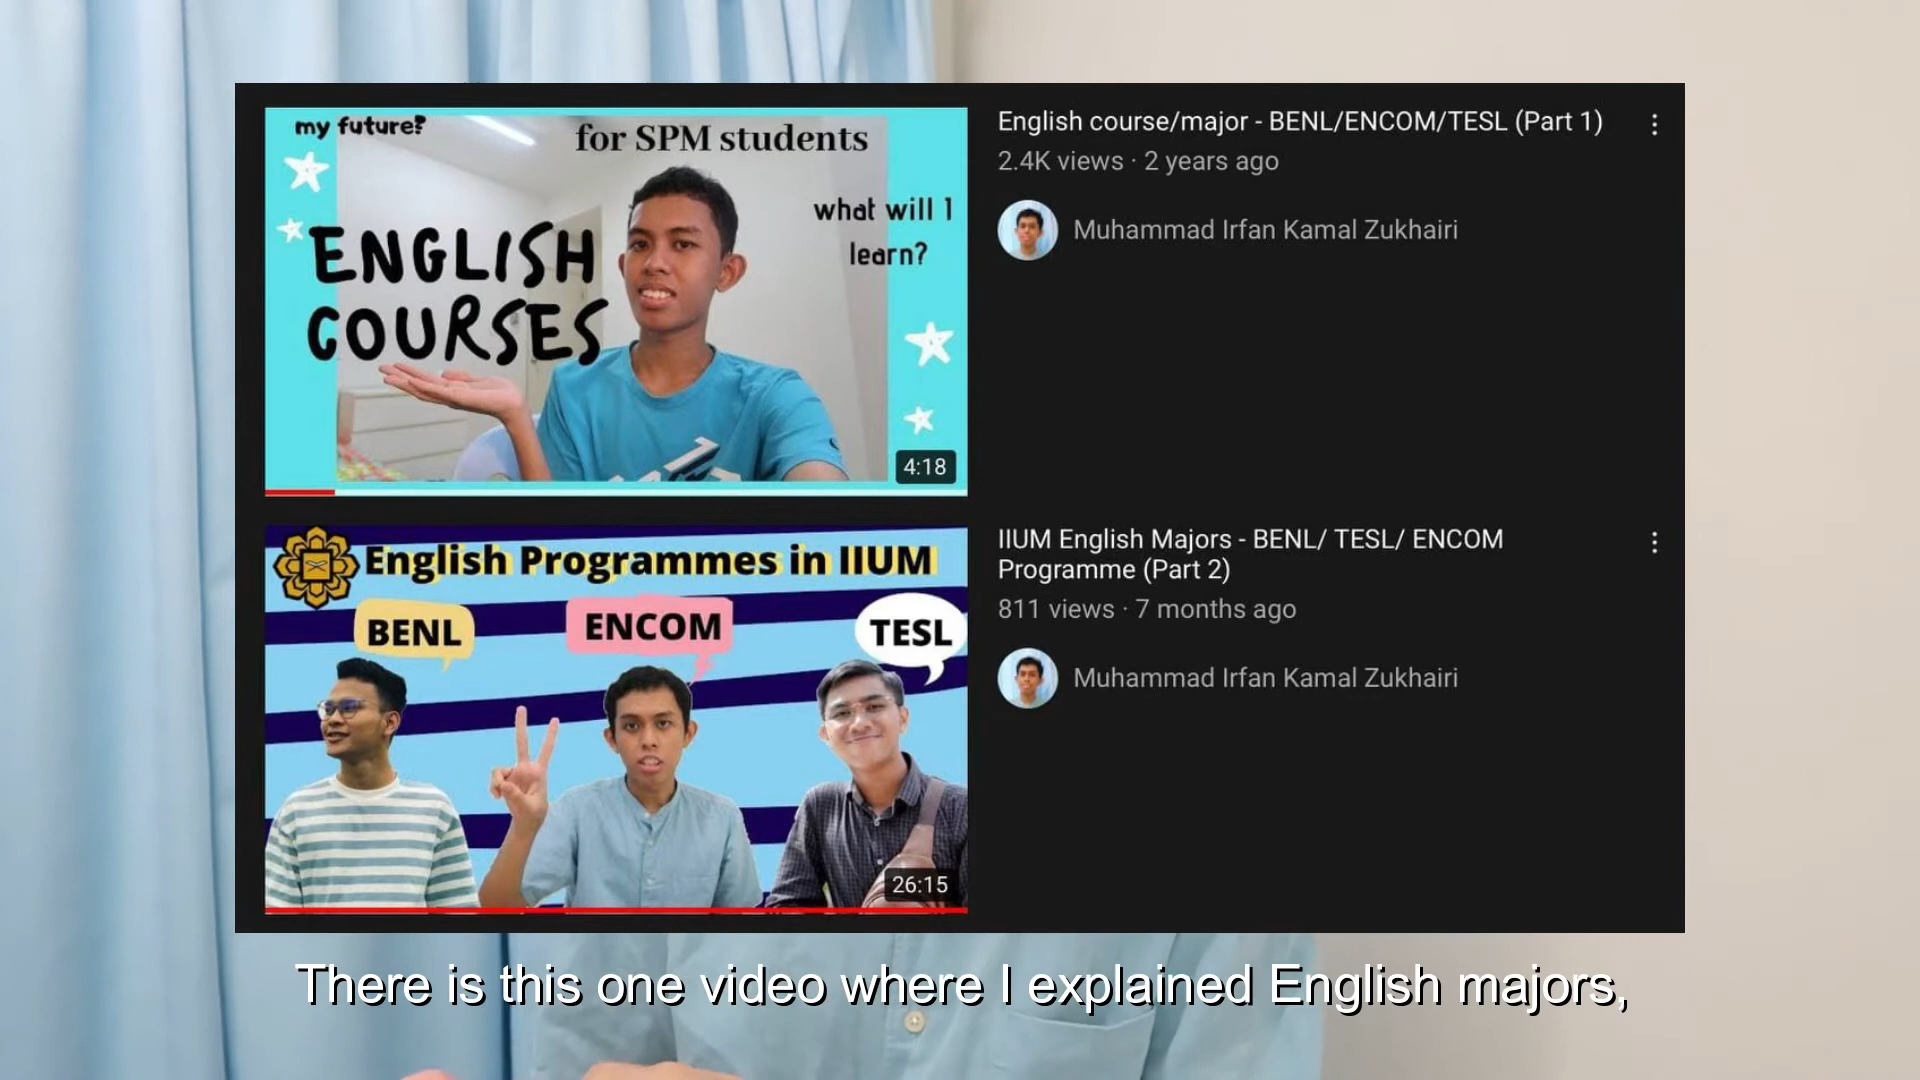 my future?
for SPM students
what will I
learn?
ENGLISH
COURSES
4:18
English course/major - BENL/ENCOM/TESL (Part 1)
2.4K views · 2 years ago
Muhammad Irfan Kamal Zukhairi
English Programmes in IIUM
BENL
ENCOM
TESL
26:15
IIUM English Majors - BENL/ TESL/ ENCOM
Programme (Part 2)
811 views · 7 months ago
Muhammad Irfan Kamal Zukhairi
There is this one video where I explained English majors,